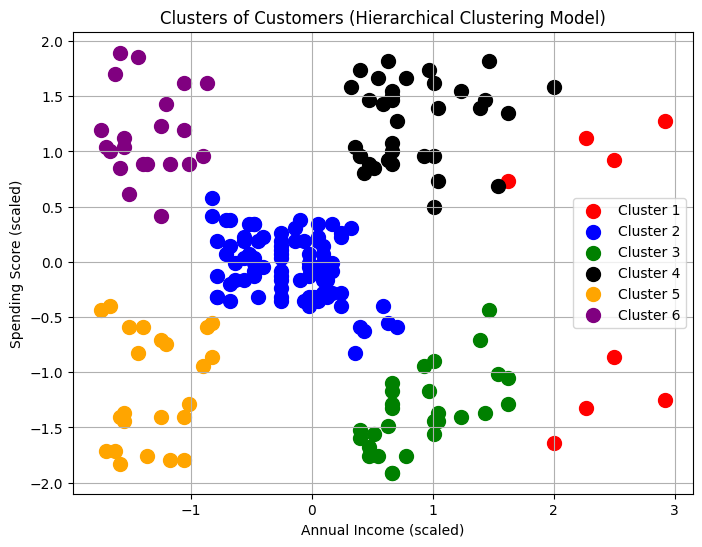 Clusters of Customers (Hierarchical Clustering Model)
Spending Score (scaled)
2.0
1.5
1.0
0.5
0.0
−0.5
−1.0
−1.5
−2.0
Cluster 1
Cluster 2
Cluster 3
Cluster 4
Cluster 5
Cluster 6
−1 0 1 2 3
Annual Income (scaled)